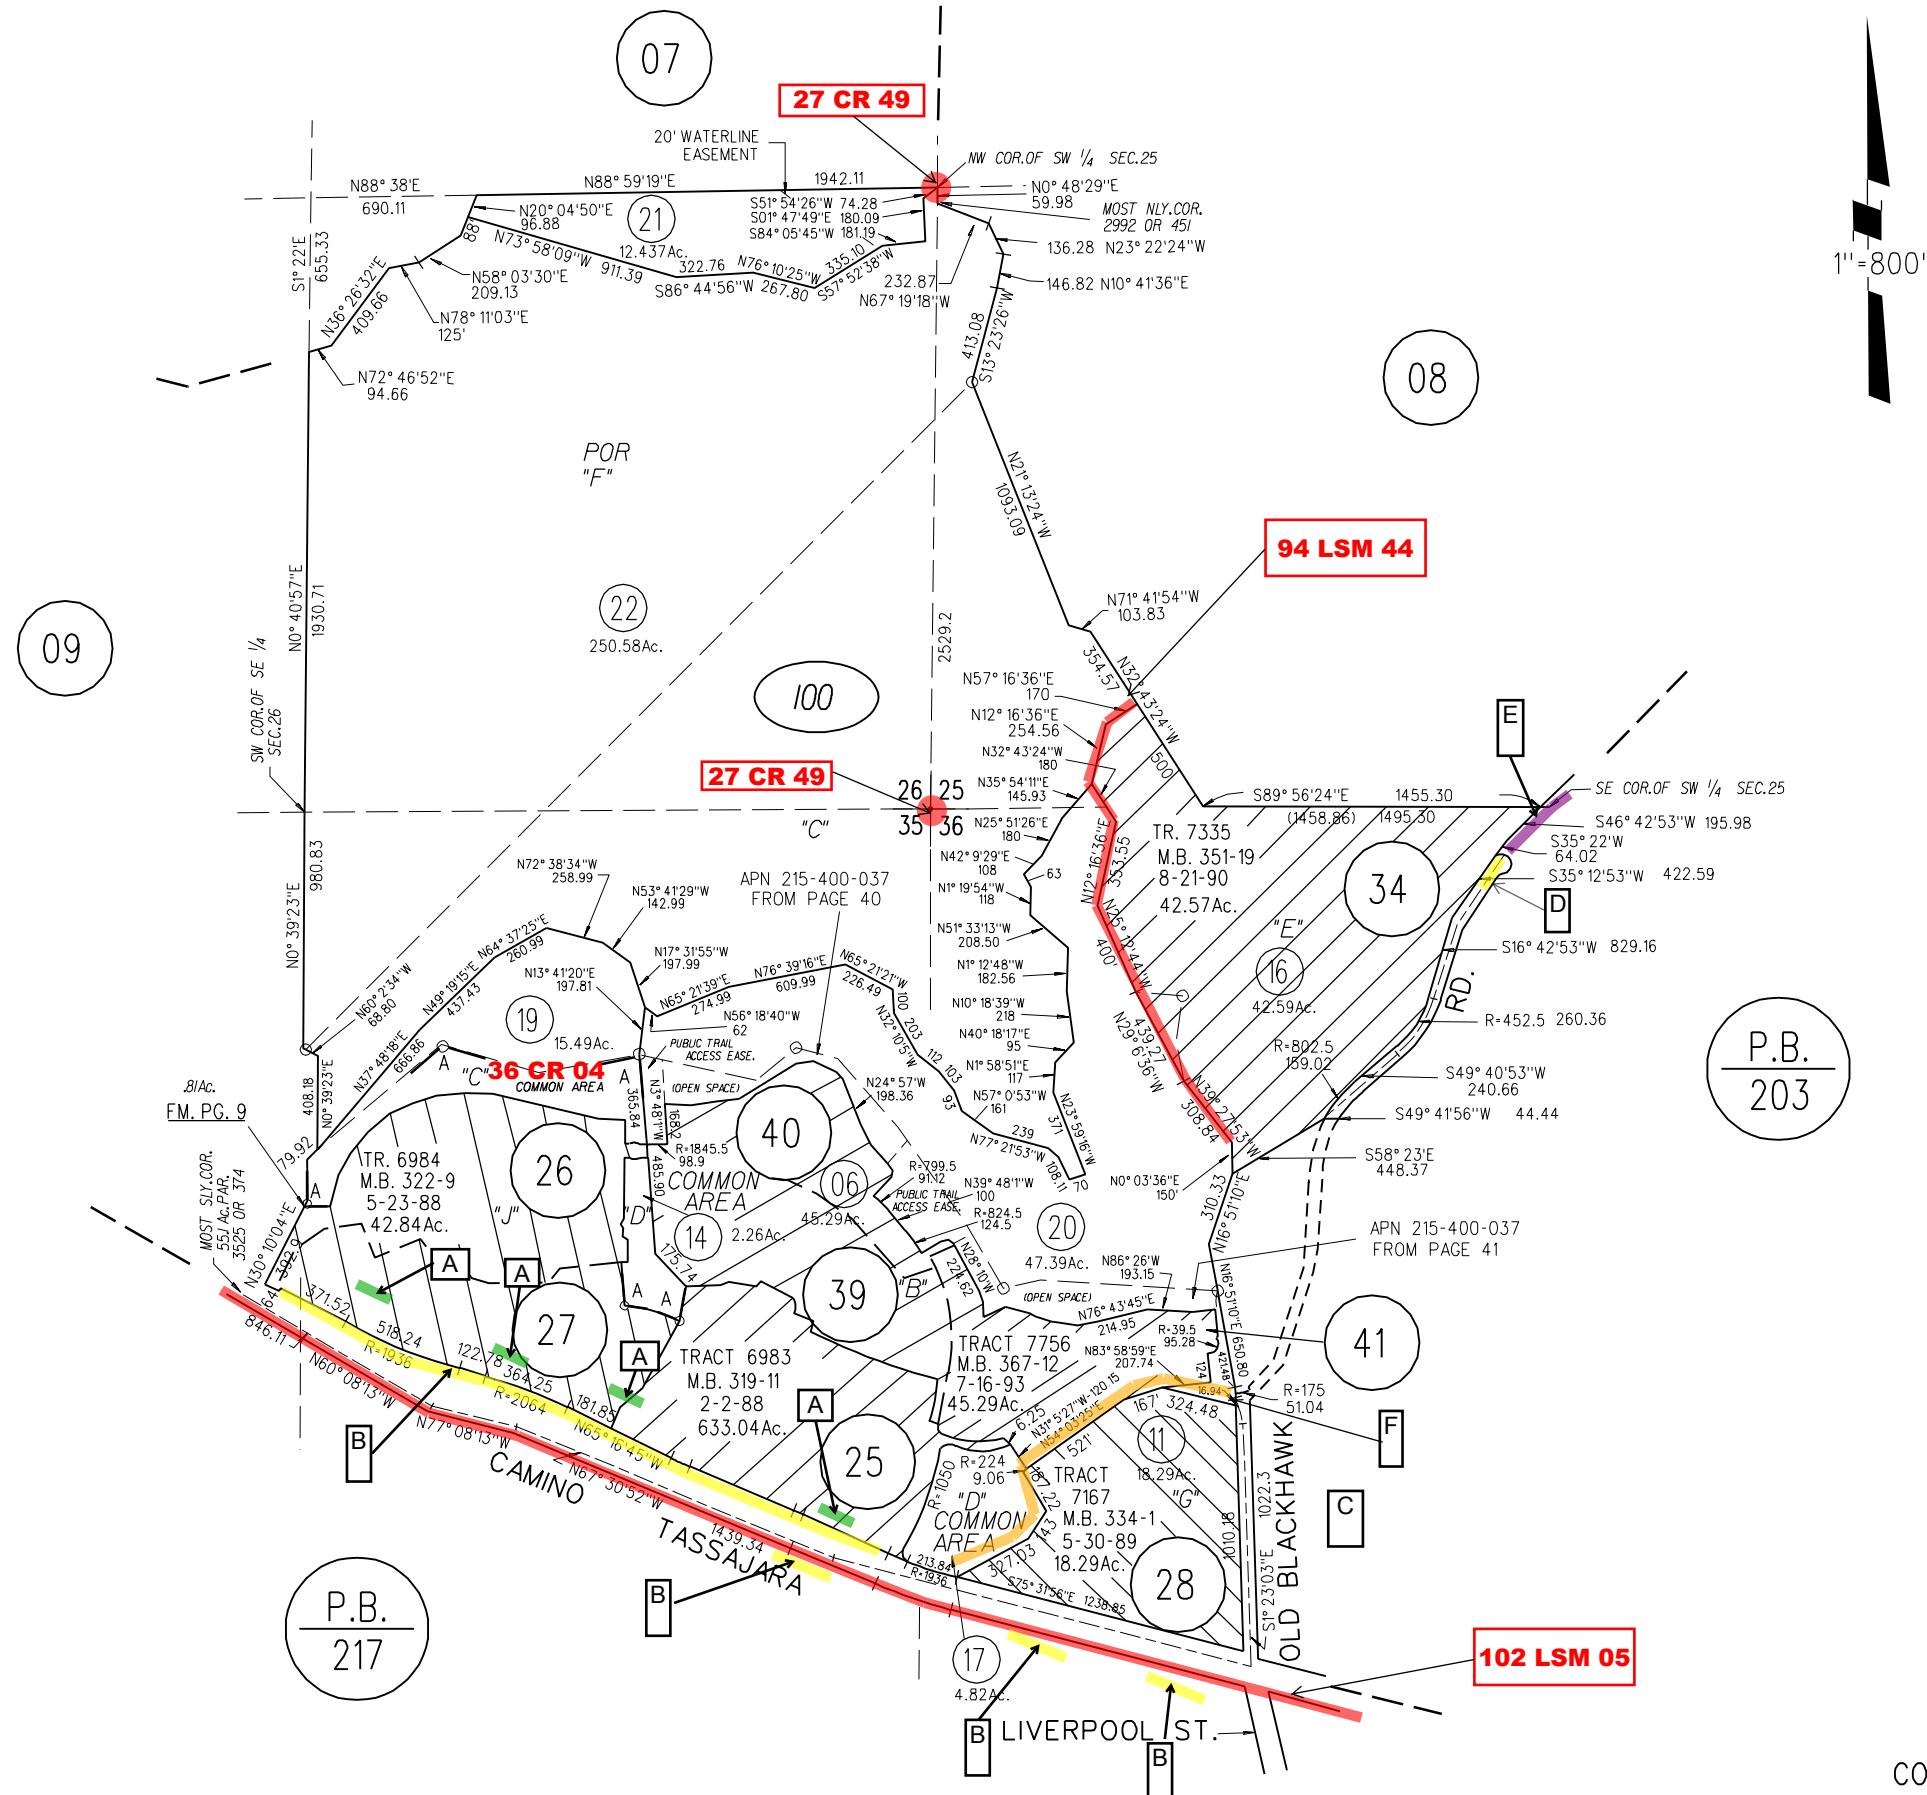 07
27 CR 49
20' WATERLINE
EASEMENT
NW COR.OF SW 1/4 SEC.25
N88° 38'E
690.11
N88° 59'19"E
1942.11
N0° 48'29"E
59.98
MOST NLY.COR.
2992 OR 451
S51° 54'26"W 74.28
S01° 47'49"E 180.09
S84° 05'45"W 181.19
N20° 04'50"E
96.88
88'
21
12.437Ac.
N73° 58'09"W 911.39
322.76
S86° 44'56"W
N76° 10'25"W
267.80
335.10
S57° 52'38"W
232.87
N67° 19'18"W
136.28 N23° 22'24"W
146.82 N10° 41'36"E
1"=800'
S1° 22'E
655.33
N36° 26'32"E
409.66
N58° 03'30"E
209.13
N78° 11'03"E
125'
N72° 46'52"E
94.66
413.08
S13° 23'26"W
08
POR
"F"
N21° 13'24"W
1093.09
94 LSM 44
N0° 40'57"E
1930.71
09
22
250.58Ac.
2529.2
N71° 41'54"W
103.83
354.57
N32° 43'24"W
500'
SW COR.OF SE 1/4
SEC.26
100
N57° 16'36"E
170
N12° 16'36"E
254.56
N32° 43'24"W
180
E
27 CR 49
26 25
35 36
"C"
N35° 54'11"E
145.93
S89° 56'24"E 1455.30
(1458.86) 1495.30
SE COR.OF SW 1/4 SEC.25
S46° 42'53"W 195.98
S35° 22'W
64.02
S35° 12'53"W 422.59
D
N25° 51'26"E
180
N42° 9'29"E
108
63
N1° 19'54"W
118
N51° 33'13"W
208.50
N1° 12'48"W
182.56
N10° 18'39"W
218
N40° 18'17"E
95
N1° 58'51"E
117
N57° 0'53"W
161
N12° 16'36"E
353.55
TR. 7335
M.B. 351-19
8-21-90
42.57Ac.
34
"E"
16
42.59Ac.
N25° 12'44"W
400'
439.27
N29° 6'36"W
N39° 27'53"W
308.84
S16° 42'53"W 829.16
RD.
R=452.5 260.36
R=802.5
159.02
S49° 40'53"W
240.66
S49° 41'56"W 44.44
S58° 23'E
448.37
P.B.
203
980.83
N0° 39'23"E
N72° 38'34"W
258.99
N53° 41'29"W
142.99
APN 215-400-037
FROM PAGE 40
N64° 37'25"E
260.99
N49° 19'15"E
437.43
N37° 48'18"E
666.86
N60° 2'34"W
68.80
N17° 31'55"W
197.99
N13° 41'20"E
197.81
N65° 21'39"E
274.99
N76° 39'16"E
609.99
N65° 21'21"W
226.49
N56° 18'40"W
62
19
15.49Ac.
PUBLIC TRAIL
ACCESS EASE.
(OPEN SPACE)
100
203
N32° 10'5"W
112
103
93
A
"C"
36 CR 04
COMMON AREA
A
.81Ac.
FM. PG. 9
408.18
N0° 39'23"E
79.92
A
N3° 48'1"W
365.84
168.2
N24° 57'W
198.36
239
N77° 21'53"W
371
N23° 59'16"W
108.11
70
N0° 03'36"E
150'
310.33
N16° 51'10"E
40
R=1845.5
98.9
485.90
COMMON
AREA
06
45.29Ac.
R=799.5
91.12
PUBLIC TRAIL
ACCESS EASE.
N39° 48'1"W
100
R=824.5
124.5
20
47.39Ac.
APN 215-400-037
FROM PAGE 41
MOST SLY.COR.
55± Ac.PAR.
3525 OR 374
TR. 6984
M.B. 322-9
5-23-88
42.84Ac.
26
"J"
"D"
14
2.26Ac.
N30° 10'04"E
392.9
64
A
A
175.74
A
A
39
"B"
N28° 10'W
224.62
(OPEN SPACE)
N86° 26'W
193.15
N76° 43'45"E
214.95
N16° 51'10"E 650.80
41
R=39.5
95.28
421.48
124
16.94
N83° 58'59"E
207.74
27
371.52
518.24
R=1936
846.11
N60° 08'13"W
122.78
364.25
R=2064
181.85
A
N65° 16'45"W
TRACT 6983
M.B. 319-11
2-2-88
633.04Ac.
A
TRACT 7756
M.B. 367-12
7-16-93
45.29Ac.
6.25
N31° 5'27"W-120.15
N54° 03'25"E
521'
167'
324.48
R=175
51.04
F
B
N77° 08'13"W
CAMINO
N67° 30'52"W
25
R=224
9.06
R=1050
"D"
COMMON
AREA
187.22
143
327.03
TRACT
7167
M.B. 334-1
5-30-89
18.29Ac.
11
18.29Ac.
"G"
1010.18
1022.3
S1° 23'03"E
OLD BLACKHAWK
C
1439.34
TASSAJARA
213.84
R=1936
S75° 31'56"E 1238.85
28
P.B.
217
B
17
4.82Ac.
102 LSM 05
B
LIVERPOOL ST.
B
CO